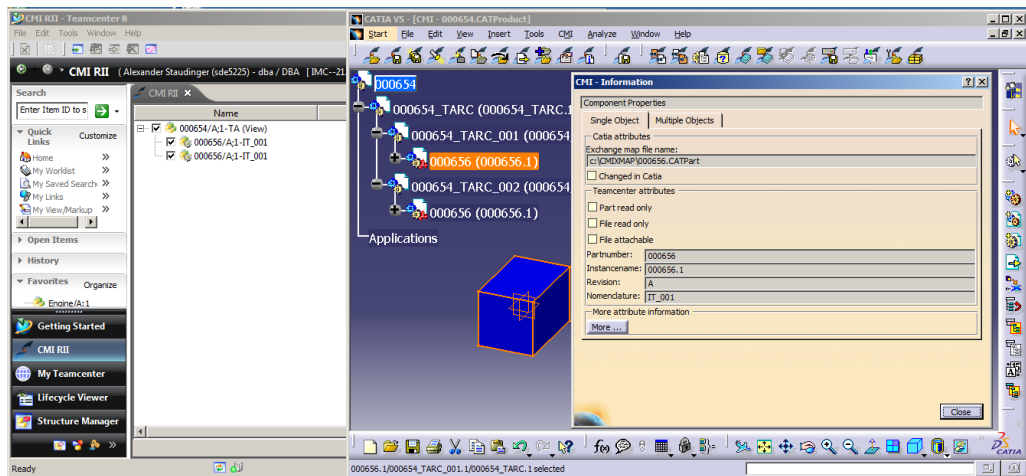 CMI RII - Teamcenter 8
File Edit Tools Window Help
CMI RII ( Alexander Staudinger (sde5225) - dba / DBA [ IMC--21
Search
Enter Item ID to s
Quick Links Customize
Home
My Worklist
My Saved Search
My Links
My View/Markup
Open Items
History
Favorites Organize
Engine/A;1
Getting Started
CMI RII
My Teamcenter
Lifecycle Viewer
Structure Manager
Ready
CMI RII
Name
000654/A;1-TA (View)
000656/A;1-IT_001
000656/A;1-IT_001
CATIA V5 - [CMI - 000654.CATProduct]
Start File Edit View Insert Tools CMI Analyze Window Help
000654
000654_TARC (000654_TARC.1
000654_TARC_001 (000654
000656 (000656.1)
000654_TARC_002 (000654
000656 (000656.1)
Applications
CMI - Information
Component Properties
Single Object Multiple Objects
Catia attributes
Exchange map file name:
c:\CMIXMAP\000656.CATPart
Changed in Catia
Teamcenter attributes
Part read only
File read only
File attachable
Partnumber: 000656
Instancename: 000656.1
Revision: A
Nomenclature: IT_001
More attribute information
More ...
Close
CATIA
000656.1/000654_TARC_001.1/000654_TARC.1 selected